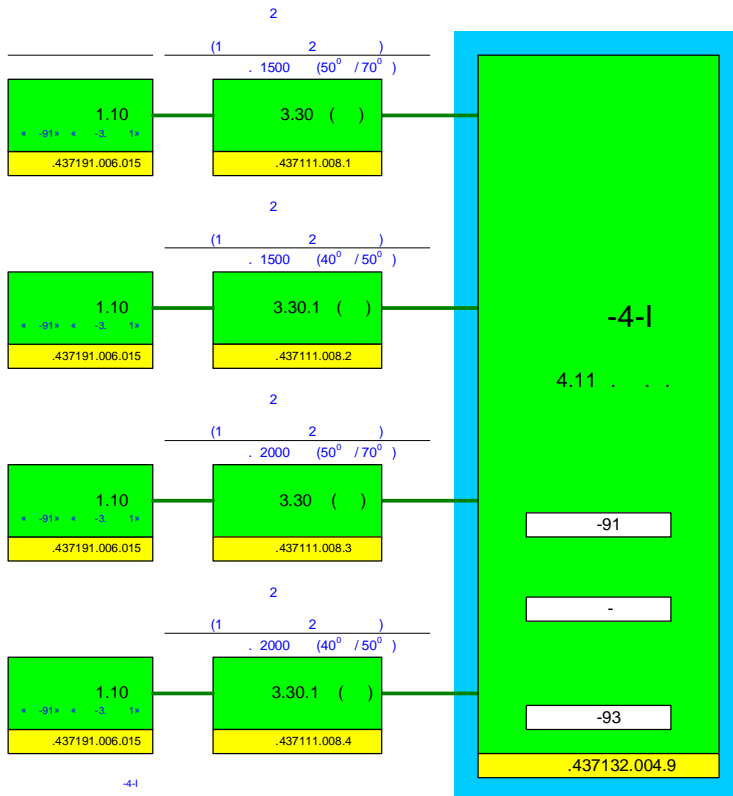 2
(1 2 )
. 1500 (50⁰ /70⁰ )
1.10
« -91» « -3. 1»
.437191.006.015
3.30 ( )
.437111.008.1
2
(1 2 )
. 1500 (40⁰ /50⁰ )
1.10
« -91» « -3. 1»
.437191.006.015
3.30.1 ( )
.437111.008.2
2
(1 2 )
. 2000 (50⁰ /70⁰ )
1.10
« -91» « -3. 1»
.437191.006.015
3.30 ( )
.437111.008.3
2
(1 2 )
. 2000 (40⁰ /50⁰ )
1.10
« -91» « -3. 1»
.437191.006.015
3.30.1 ( )
.437111.008.4
-4-I
-4-I
4.11 . . .
-91
-
-93
.437132.004.9